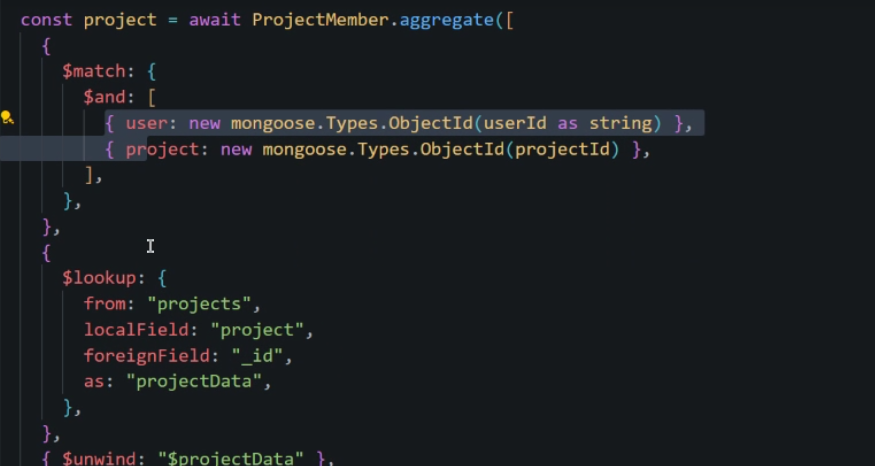 const project = await ProjectMember.aggregate([
{
$match: {
$and: [
{ user: new mongoose.Types.ObjectId(userId as string) },
{ project: new mongoose.Types.ObjectId(projectId) },
],
},
},
{
$lookup: {
from: "projects",
localField: "project",
foreignField: "_id",
as: "projectData",
},
},
{ $unwind: "$projectData" },